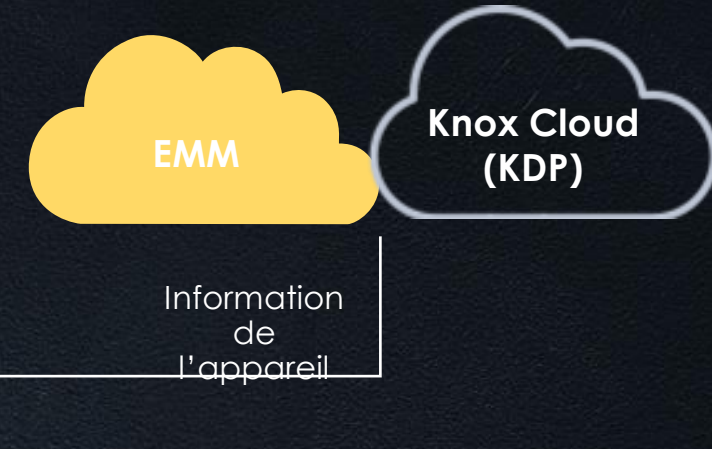 EMM
Knox Cloud
(KDP)
Information
de
l’appareil